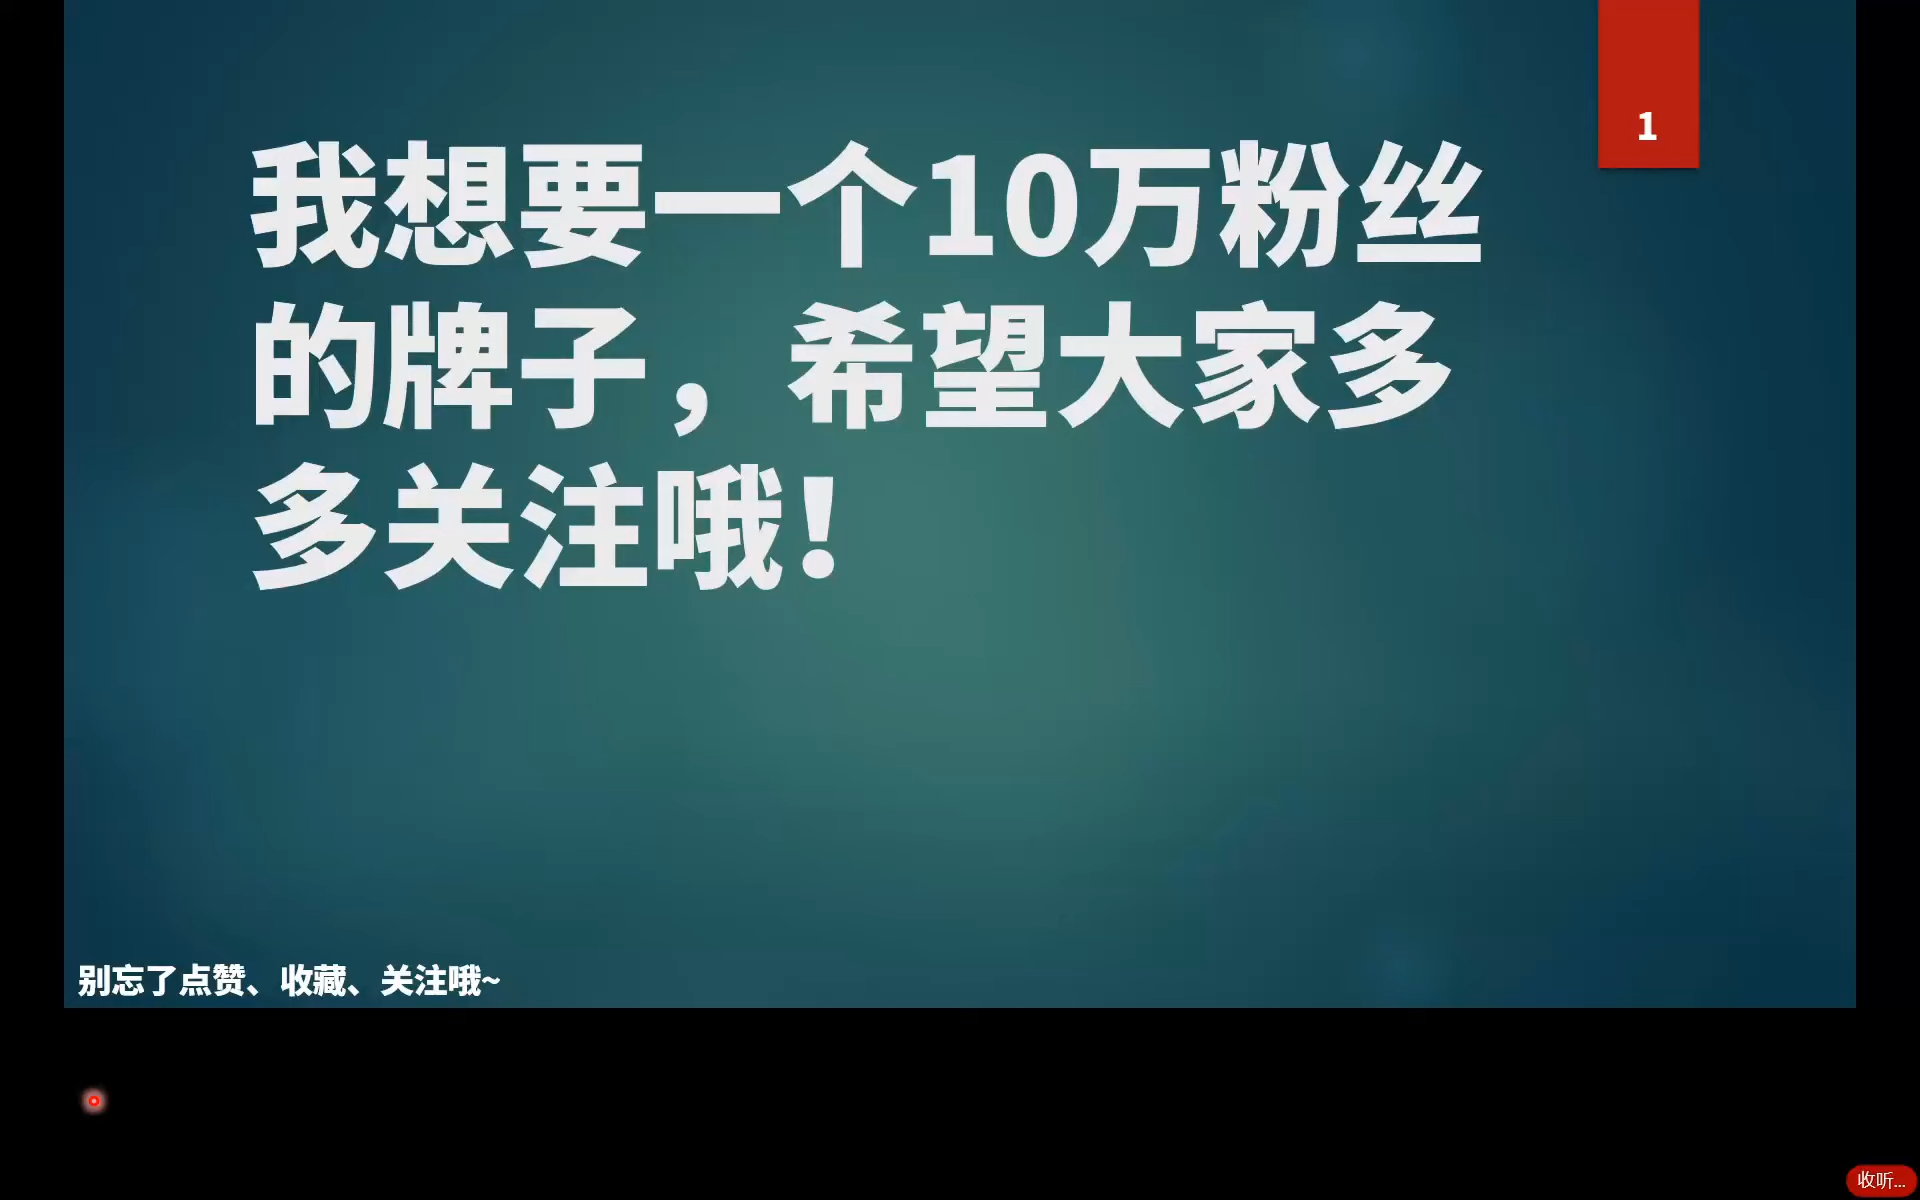 1
我想要一个10万粉丝
的牌子，希望大家多
多关注哦！
别忘了点赞、收藏、关注哦~
收听...